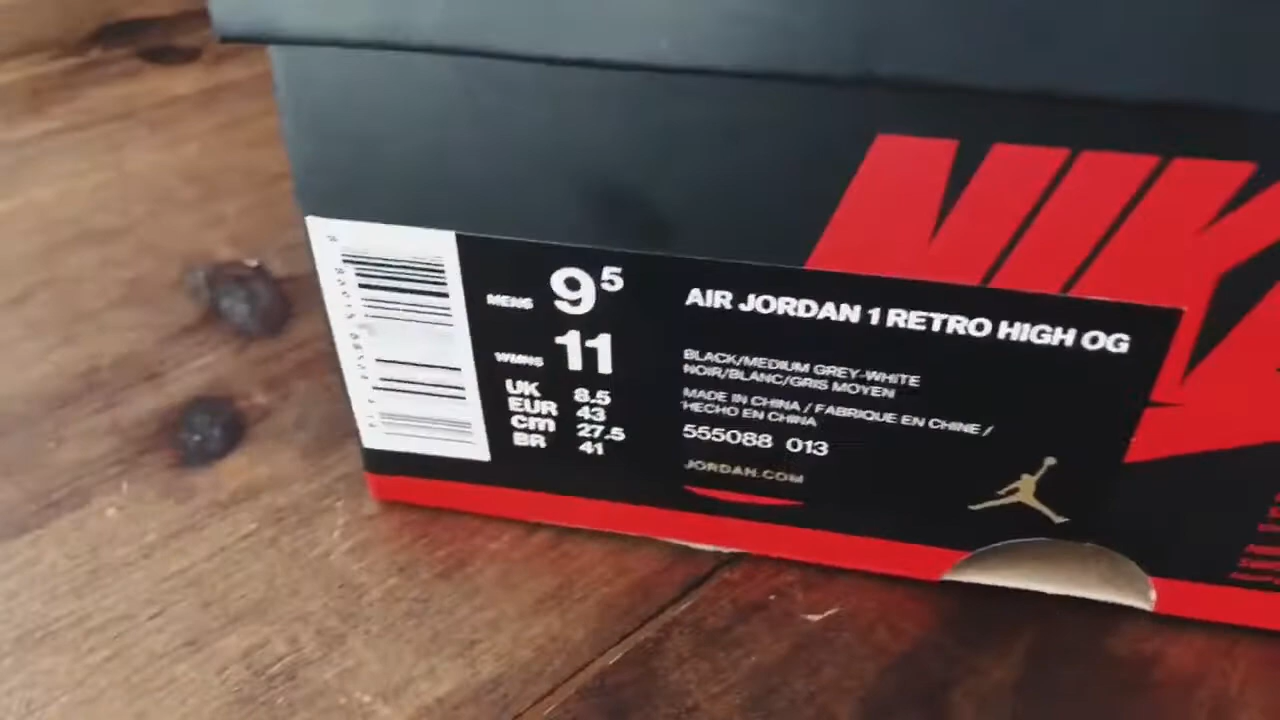 NIK
MENS 9⁵
WMNS 11
UK 8.5
EUR 43
cm 27.5
BR 41
AIR JORDAN 1 RETRO HIGH OG
BLACK/MEDIUM GREY-WHITE
NOIR/BLANC/GRIS MOYEN
MADE IN CHINA / FABRIQUE EN CHINE /
HECHO EN CHINA
555088 013
JORDAN.COM